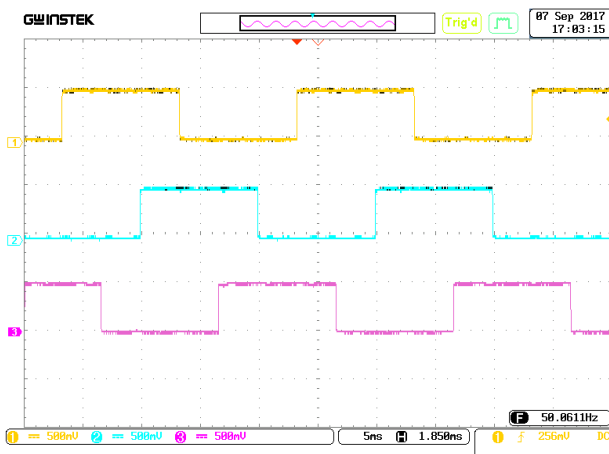 GWINSTEK
Trig'd
07 Sep 2017
17:03:15
1
2
3
F 50.0611Hz
1 500mV 2 500mV 3 500mV
5ms H 1.850ms
1 256mV DC